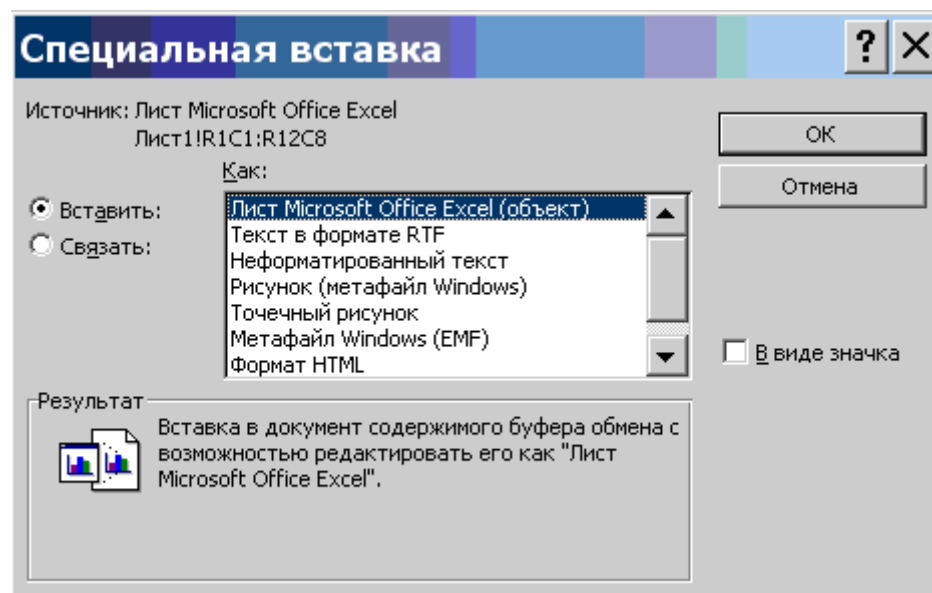 Специальная вставка
Источник: Лист Microsoft Office Excel
Лист1!R1C1:R12C8
Как:
Вставить:
Связать:
Лист Microsoft Office Excel (объект)
Текст в формате RTF
Неформатированный текст
Рисунок (метафайл Windows)
Точечный рисунок
Метафайл Windows (EMF)
Формат HTML
ОК
Отмена
В виде значка
Результат
Вставка в документ содержимого буфера обмена с
возможностью редактировать его как "Лист
Microsoft Office Excel".